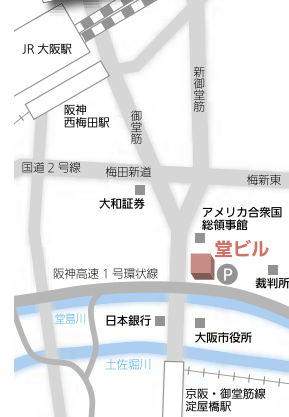 JR 大阪駅
新御堂筋
阪神
西梅田駅
御堂筋
国道2号線
梅田新道
梅新東
大和証券
アメリカ合衆国
総領事館
堂ビル
P
阪神高速1号環状線
裁判所
堂島川
日本銀行
大阪市役所
土佐堀川
京阪・御堂筋線
淀屋橋駅